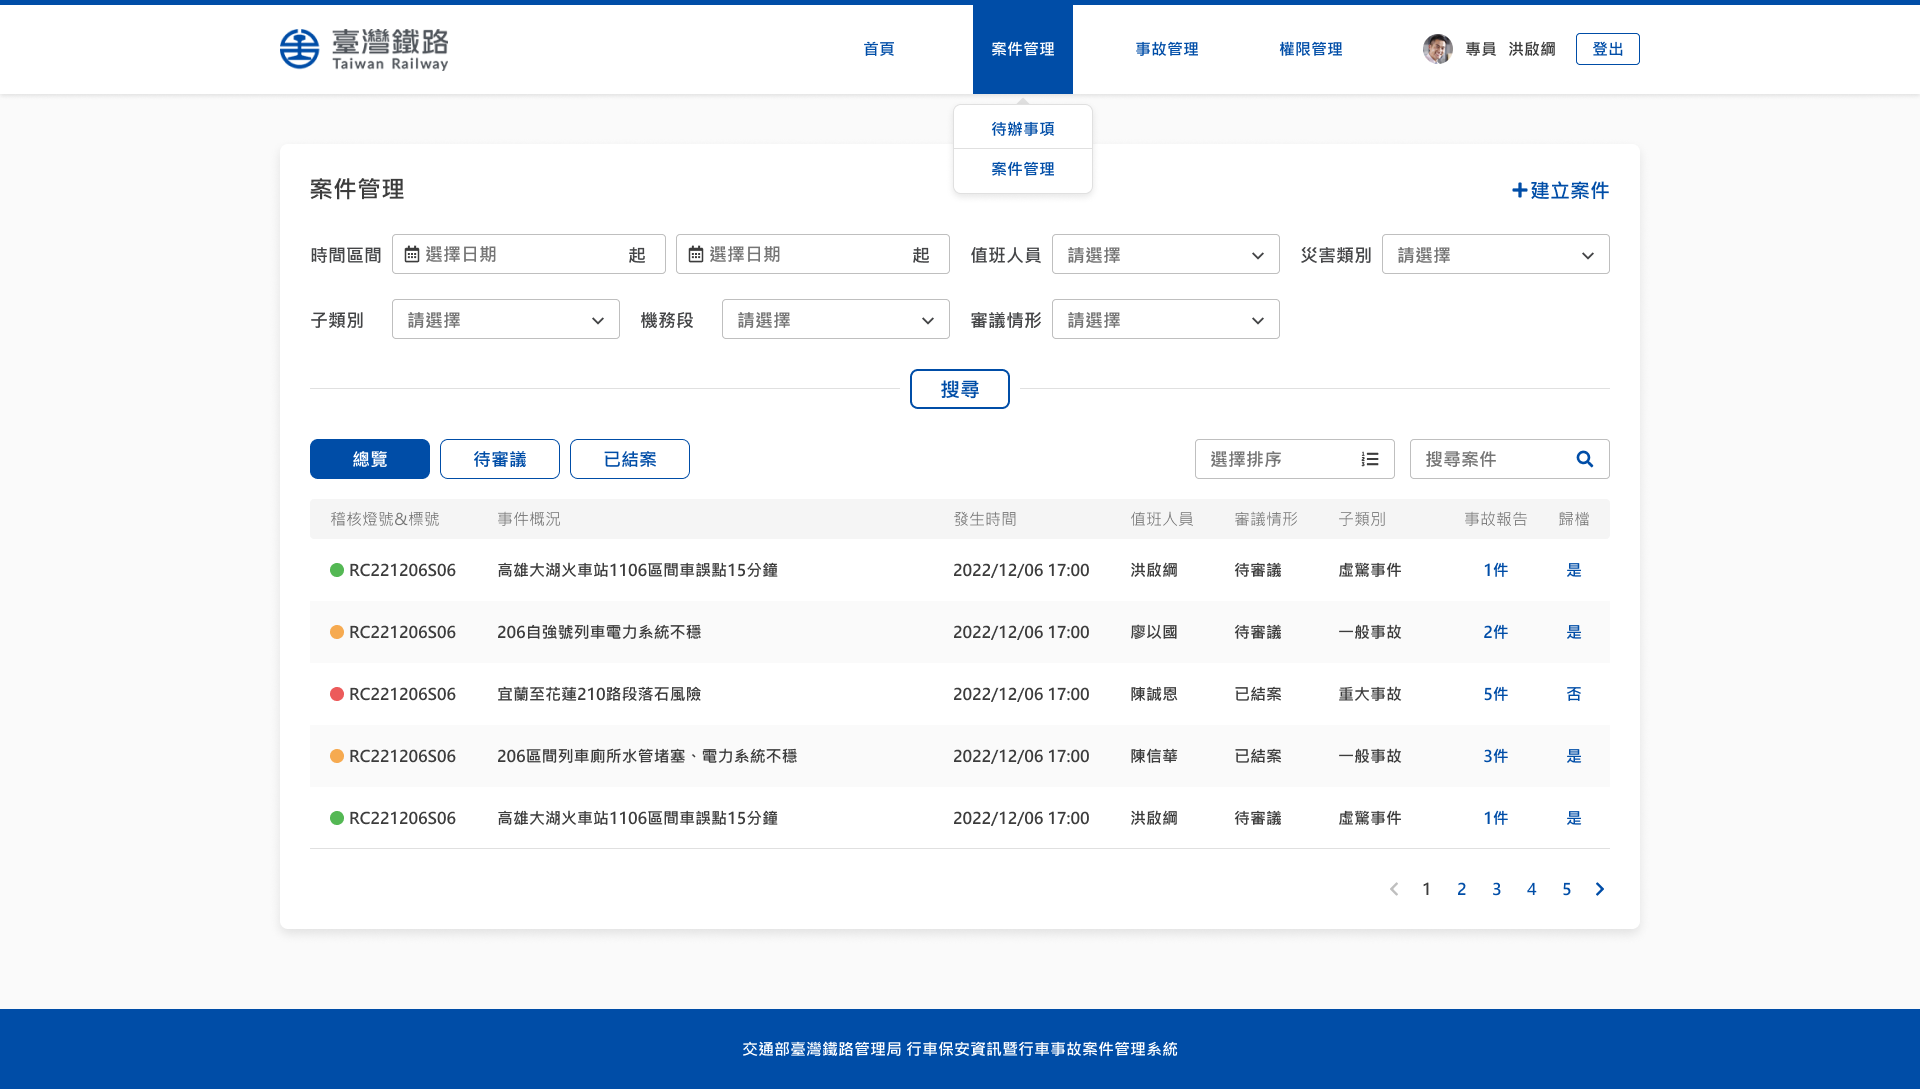 臺灣鐵路
Taiwan Railway
首頁
案件管理
事故管理
權限管理
專員 洪啟綱
登出
待辦事項
案件管理
案件管理
建立案件
時間區間
選擇日期 起
選擇日期 起
值班人員
請選擇
災害類別
請選擇
子類別
請選擇
機務段
請選擇
審議情形
請選擇
搜尋
總覽
待審議
已結案
選擇排序
搜尋案件
稽核燈號&標號 事件概況 發生時間 值班人員 審議情形 子類別 事故報告 歸檔
RC221206S06 高雄大湖火車站1106區間車誤點15分鐘 2022/12/06 17:00 洪啟綱 待審議 虛驚事件 1件 是
RC221206S06 206自強號列車電力系統不穩 2022/12/06 17:00 廖以國 待審議 一般事故 2件 是
RC221206S06 宜蘭至花蓮210路段落石風險 2022/12/06 17:00 陳誠恩 已結案 重大事故 5件 否
RC221206S06 206區間列車廁所水管堵塞、電力系統不穩 2022/12/06 17:00 陳信華 已結案 一般事故 3件 是
RC221206S06 高雄大湖火車站1106區間車誤點15分鐘 2022/12/06 17:00 洪啟綱 待審議 虛驚事件 1件 是
1 2 3 4 5
交通部臺灣鐵路管理局 行車保安資訊暨行車事故案件管理系統